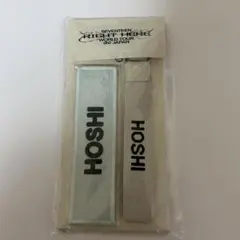 SEVENTEEN
RIGHT HERE
WORLD TOUR
IN JAPAN
HOSHI
HOSHI